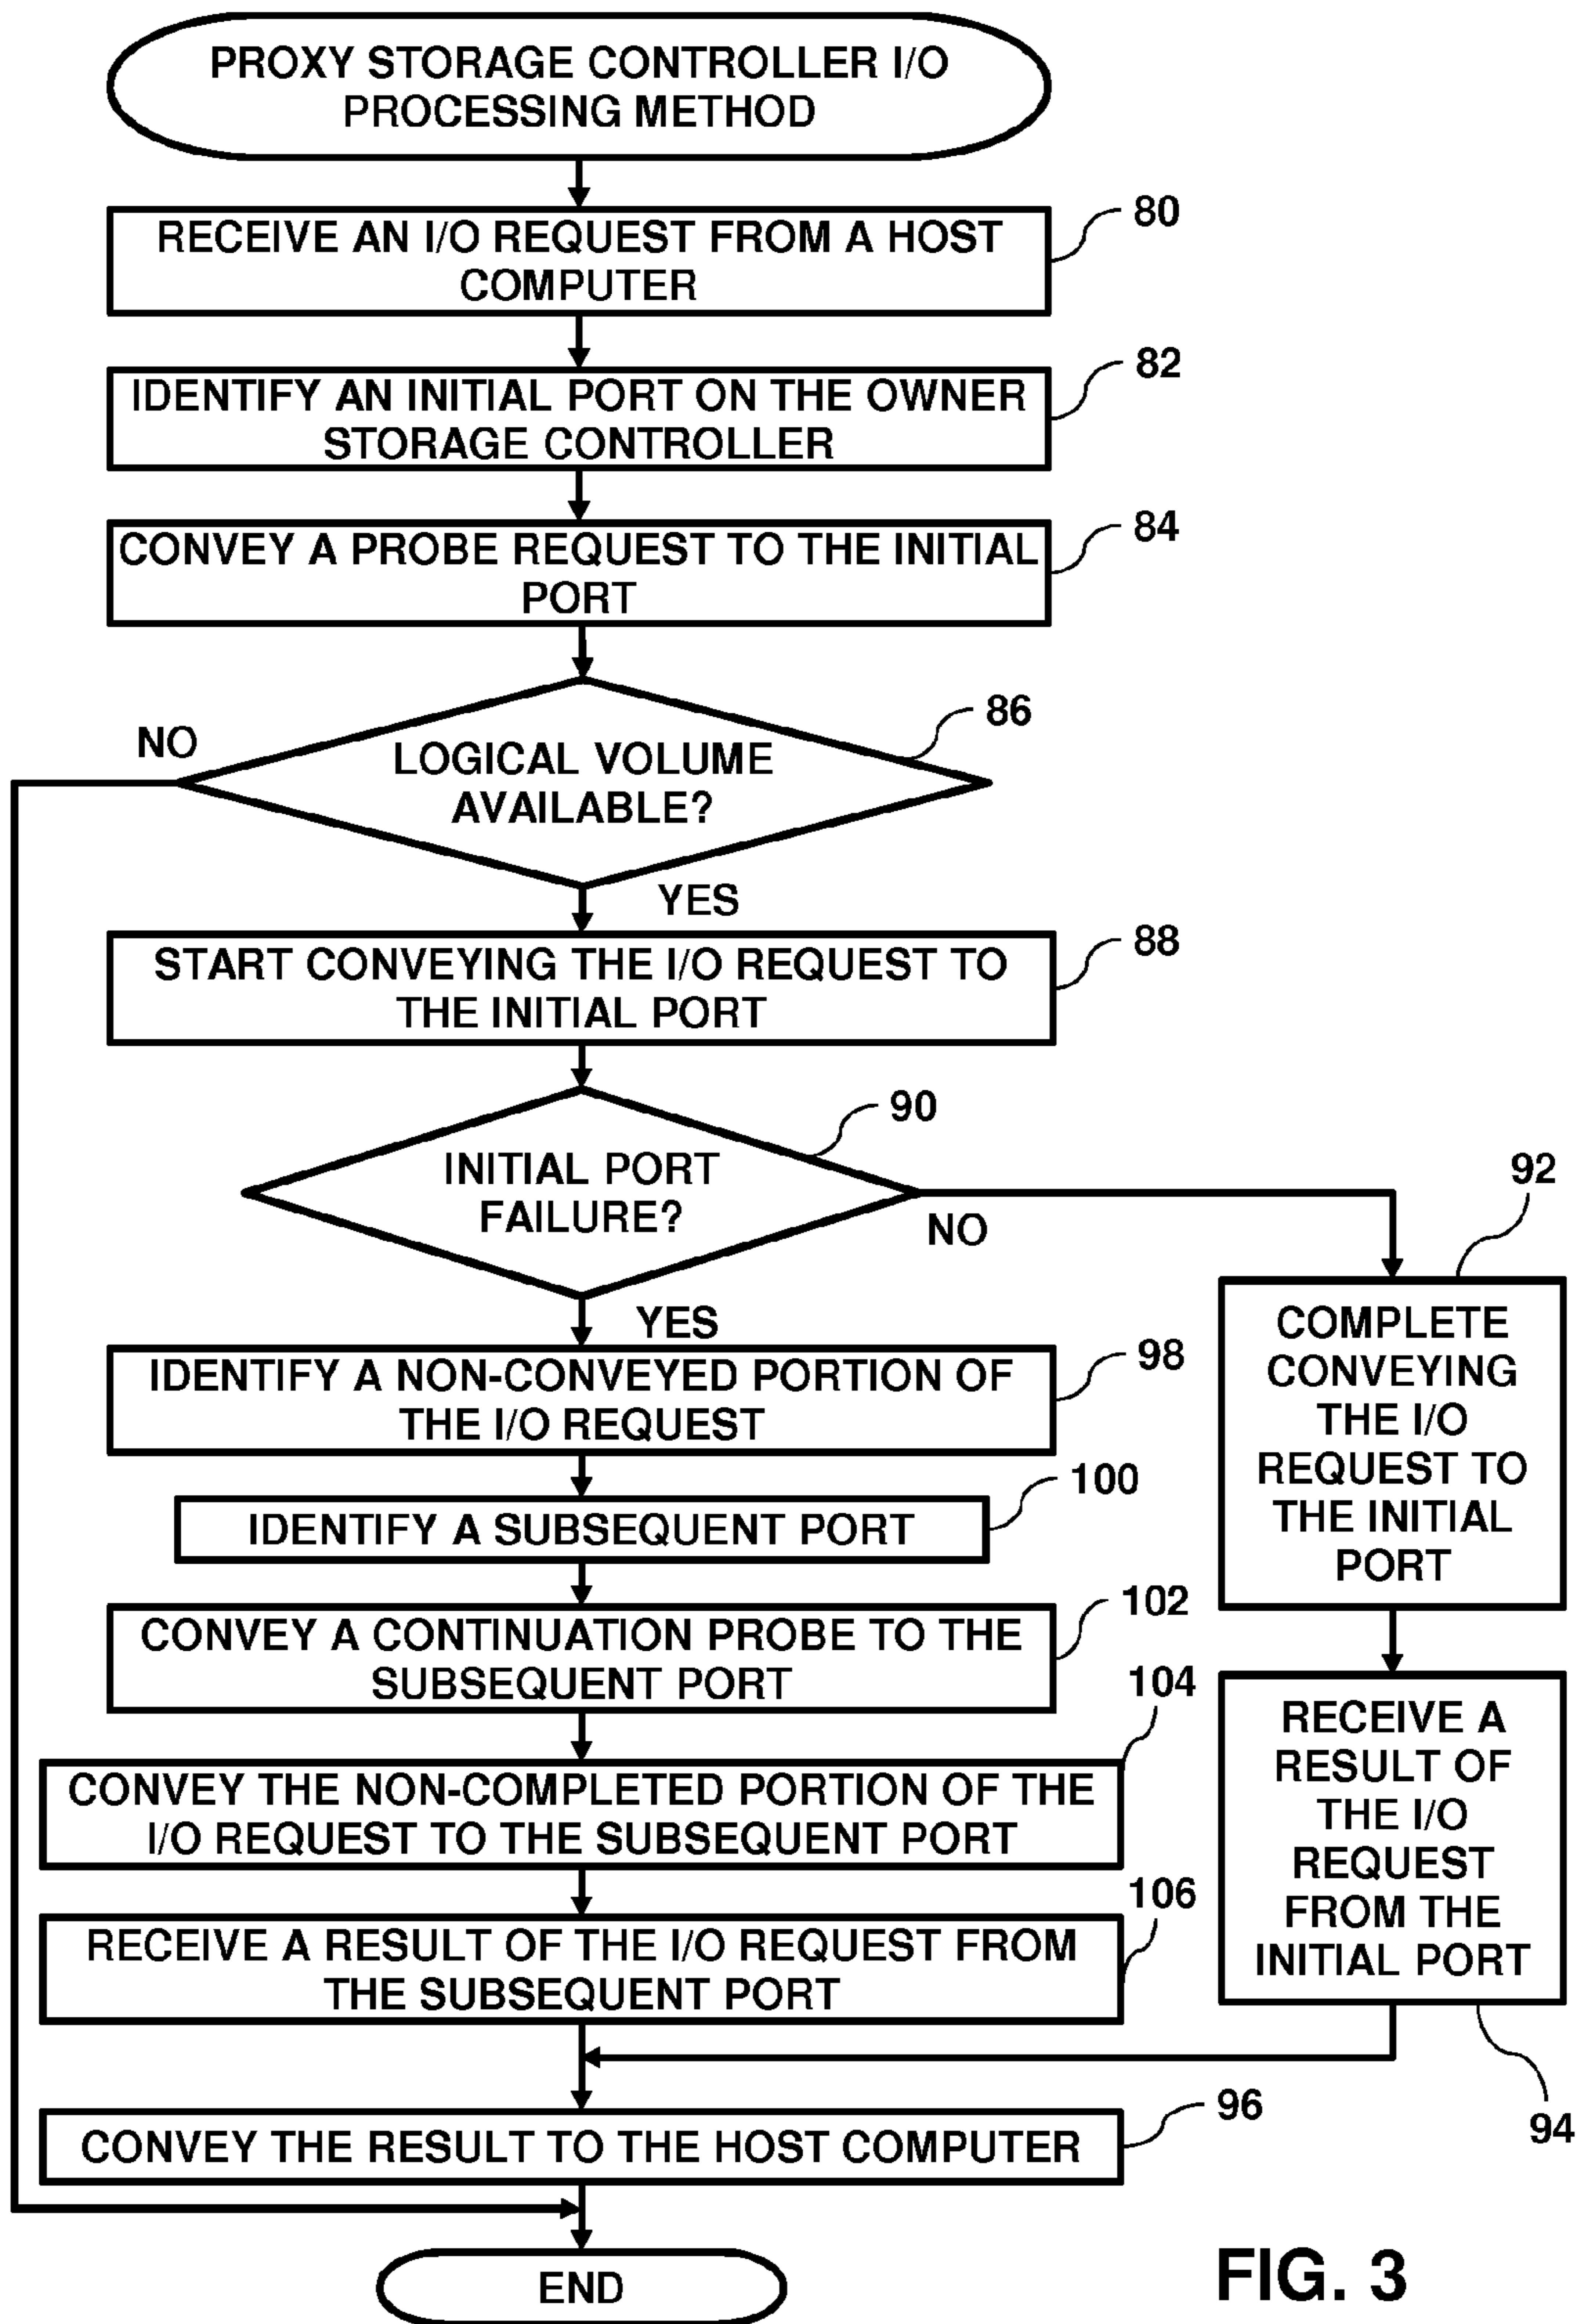 PROXY STORAGE CONTROLLER I/O
PROCESSING METHOD
80
RECEIVE AN I/O REQUEST FROM A HOST
COMPUTER
82
IDENTIFY AN INITIAL PORT ON THE OWNER
STORAGE CONTROLLER
84
CONVEY A PROBE REQUEST TO THE INITIAL
PORT
86
NO
LOGICAL VOLUME
AVAILABLE?
YES
88
START CONVEYING THE I/O REQUEST TO
THE INITIAL PORT
90
INITIAL PORT
FAILURE?
NO
YES
92
COMPLETE
CONVEYING
THE I/O
REQUEST TO
THE INITIAL
PORT
98
IDENTIFY A NON-CONVEYED PORTION OF
THE I/O REQUEST
100
IDENTIFY A SUBSEQUENT PORT
102
CONVEY A CONTINUATION PROBE TO THE
SUBSEQUENT PORT
104
CONVEY THE NON-COMPLETED PORTION OF THE
I/O REQUEST TO THE SUBSEQUENT PORT
106
RECEIVE A RESULT OF THE I/O REQUEST FROM
THE SUBSEQUENT PORT
RECEIVE A
RESULT OF
THE I/O
REQUEST
FROM THE
INITIAL PORT
94
96
CONVEY THE RESULT TO THE HOST COMPUTER
END
FIG. 3